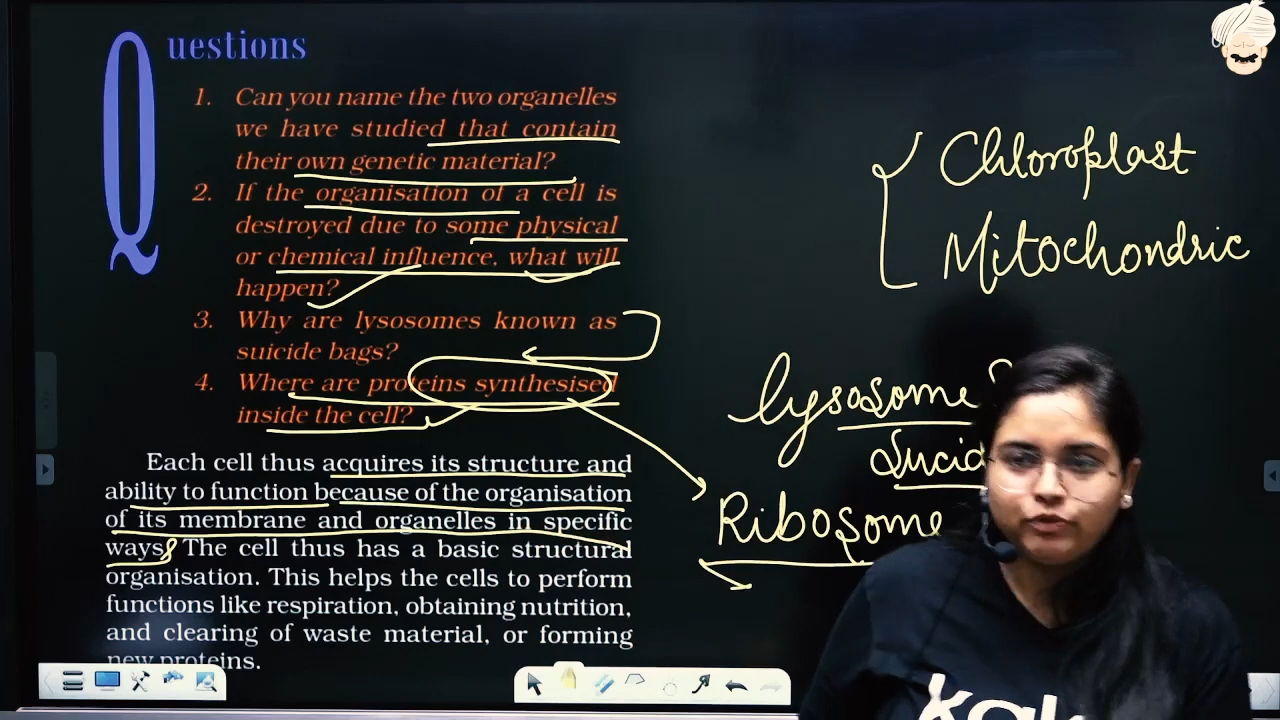 Questions
1. Can you name the two organelles
we have studied that contain
their own genetic material?
2. If the organisation of a cell is
destroyed due to some physical
or chemical influence, what will
happen?
3. Why are lysosomes known as
suicide bags?
4. Where are proteins synthesised
inside the cell?
Each cell thus acquires its structure and
ability to function because of the organisation
of its membrane and organelles in specific
ways. The cell thus has a basic structural
organisation. This helps the cells to perform
functions like respiration, obtaining nutrition,
and clearing of waste material, or forming
new proteins.
Chloroplast
Mitochondric
lysosome
Sucid
Ribosome